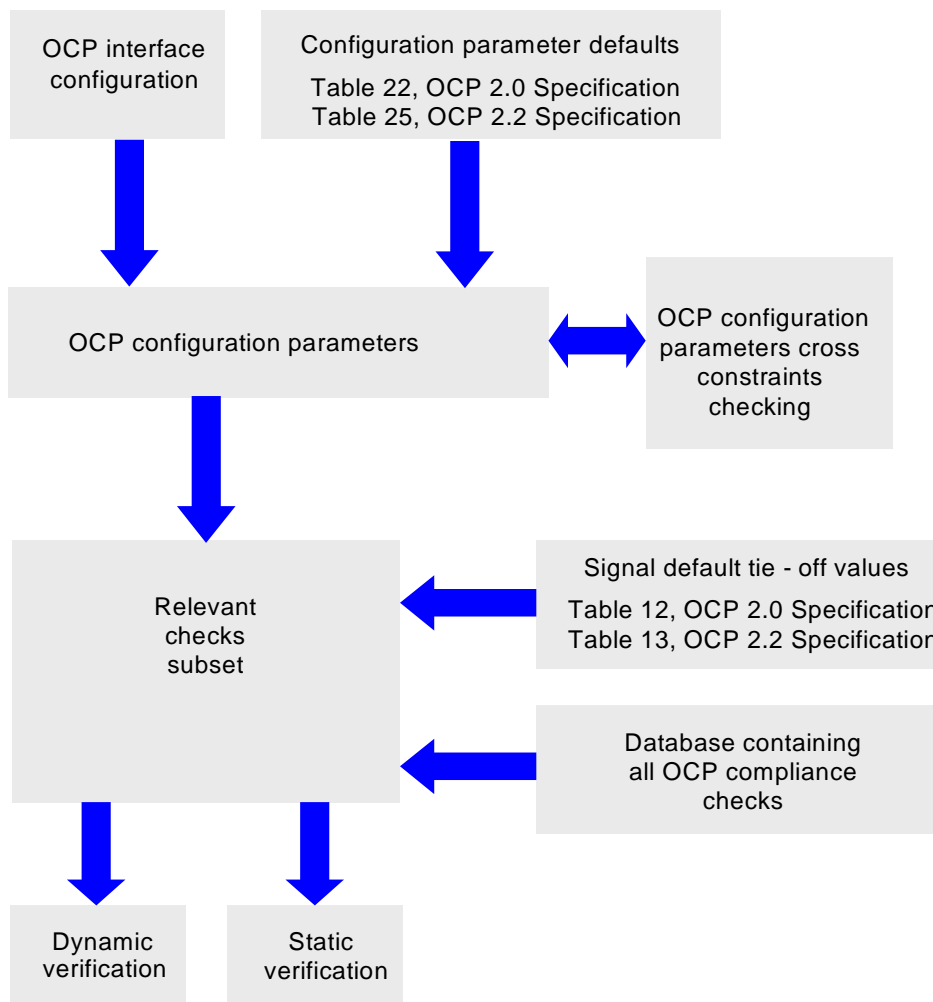 OCP interface
configuration
Configuration parameter defaults
Table 22, OCP 2.0 Specification
Table 25, OCP 2.2 Specification
OCP configuration parameters
OCP configuration
parameters cross
constraints
checking
Relevant
checks
subset
Signal default tie - off values
Table 12, OCP 2.0 Specification
Table 13, OCP 2.2 Specification
Database containing
all OCP compliance
checks
Dynamic
verification
Static
verification